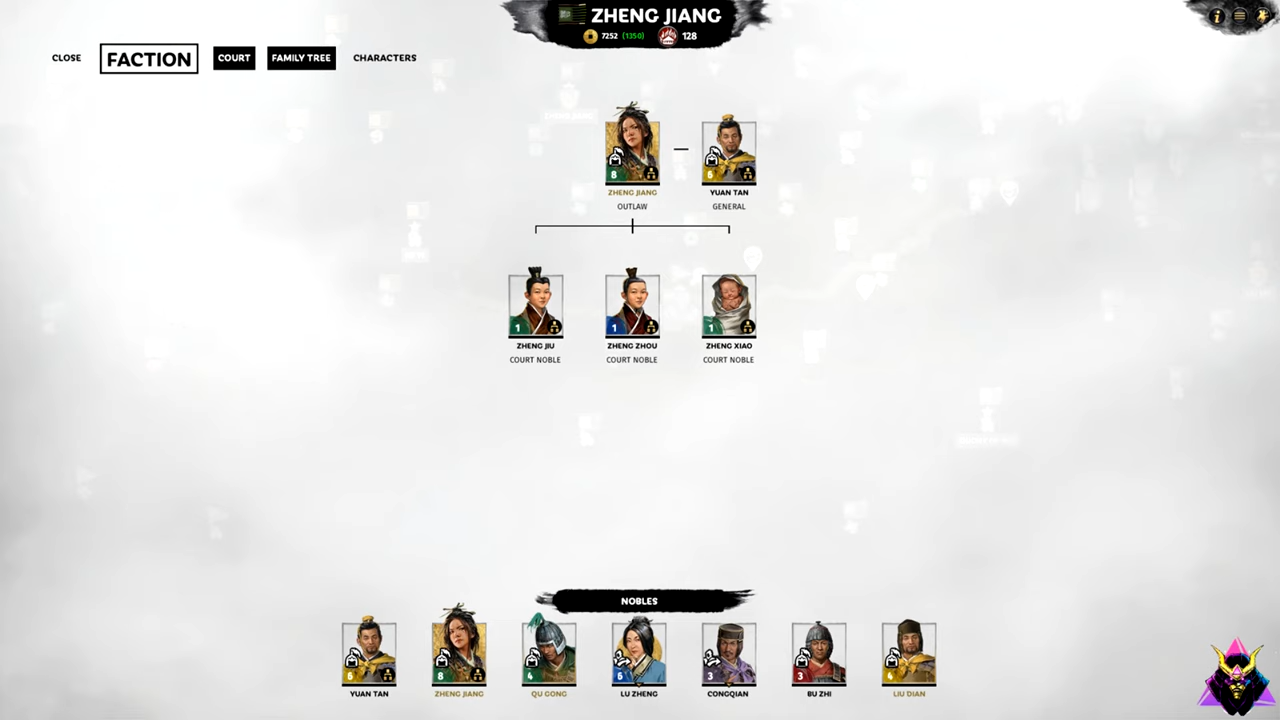 ZHENG JIANG
7252 (1350) 128
CLOSE FACTION COURT FAMILY TREE CHARACTERS
8 6
ZHENG JIANG YUAN TAN
OUTLAW GENERAL
1 1 1
ZHENG JIU ZHENG ZHOU ZHENG XIAO
COURT NOBLE COURT NOBLE COURT NOBLE
NOBLES
6 8 4 6 3 3 4
YUAN TAN ZHENG JIANG QU GONG LU ZHENG CONGQIAN BU ZHI LIU DIAN